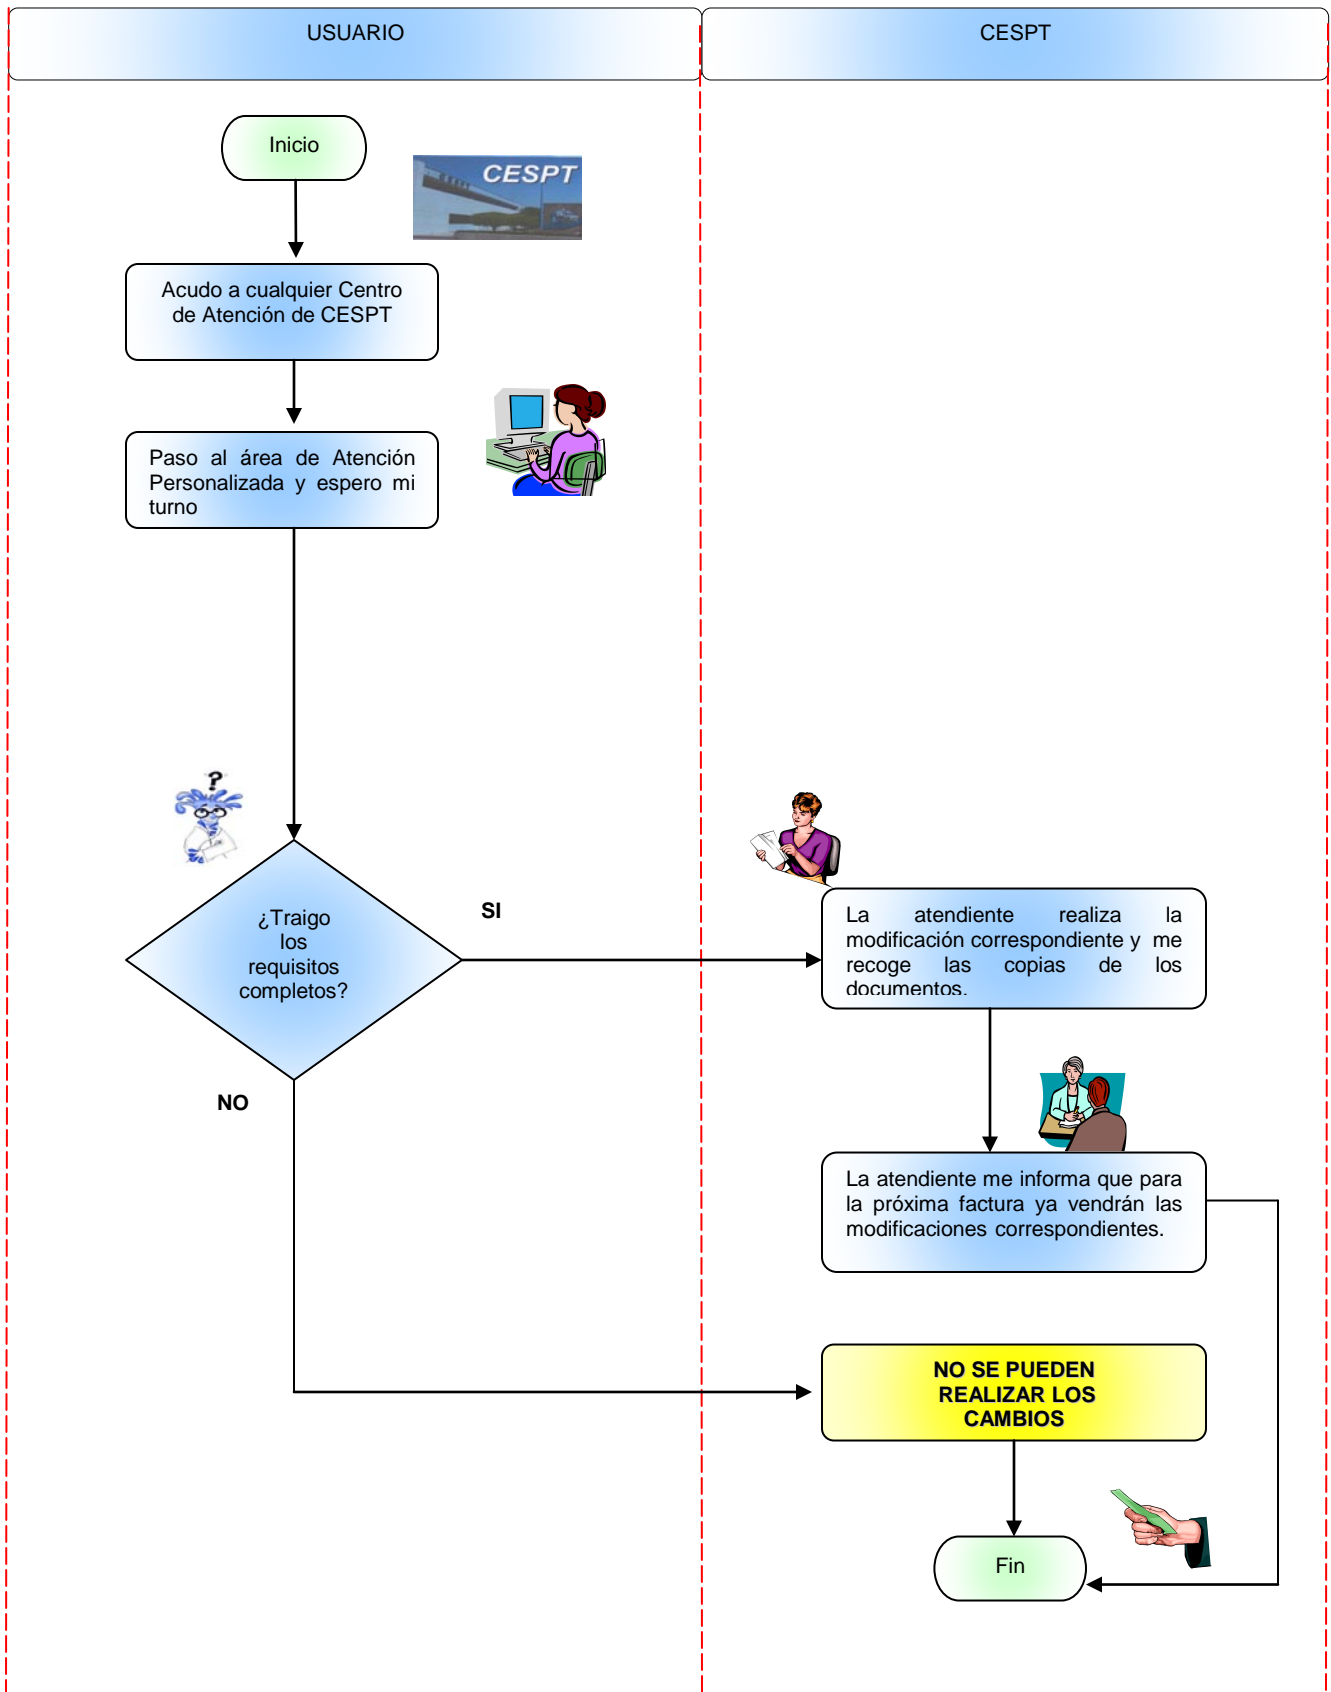 USUARIO
CESPT
Inicio
CESPT
Acudo a cualquier Centro
de Atención de CESPT
Paso al área de Atención
Personalizada y espero mi
turno
?
¿Traigo
los
requisitos
completos?
SI
NO
La atendiente realiza la
modificación correspondiente y me
recoge las copias de los
documentos.
La atendiente me informa que para
la próxima factura ya vendrán las
modificaciones correspondientes.
NO SE PUEDEN
REALIZAR LOS
CAMBIOS
Fin